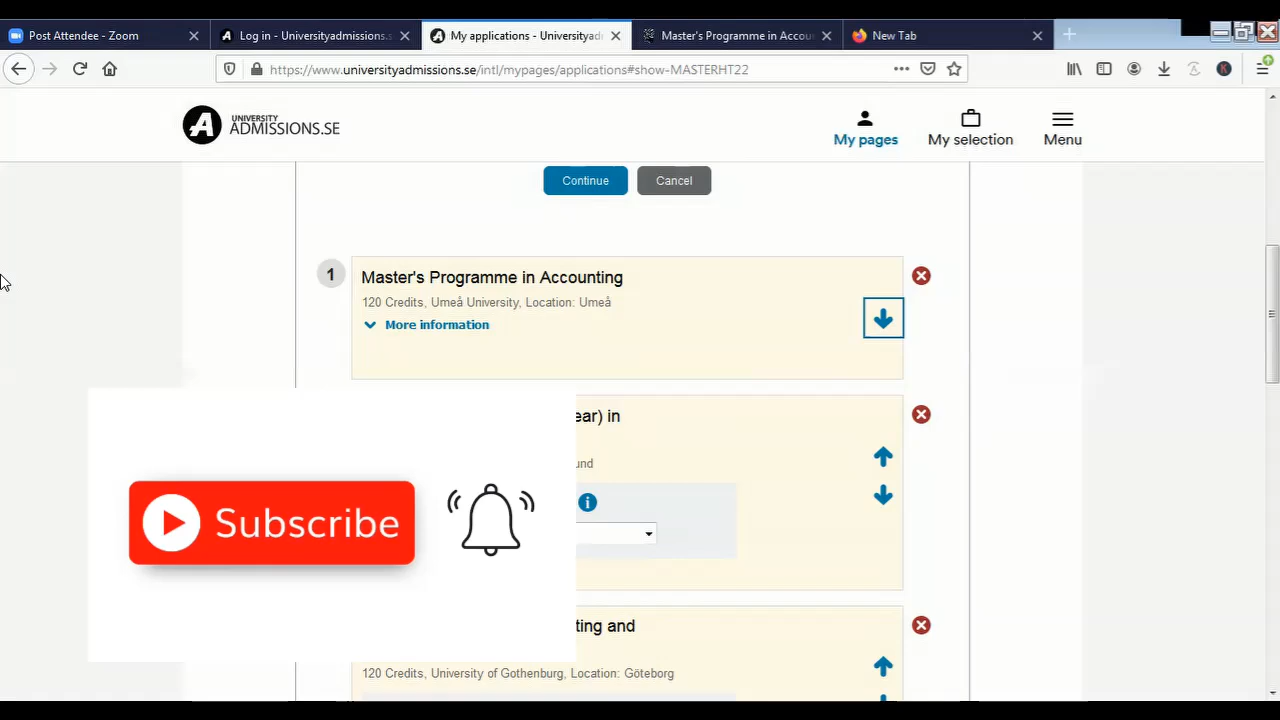 Post Attendee - Zoom
Log in - Universityadmissions.s
My applications - Universityadm
Master's Programme in Accoun
New Tab
https://www.universityadmissions.se/intl/mypages/applications#show-MASTERHT22
UNIVERSITY
ADMISSIONS.SE
My pages
My selection
Menu
Continue
Cancel
1
Master's Programme in Accounting
120 Credits, Umeå University, Location: Umeå
More information
ear) in
und
Subscribe
ting and
120 Credits, University of Gothenburg, Location: Göteborg